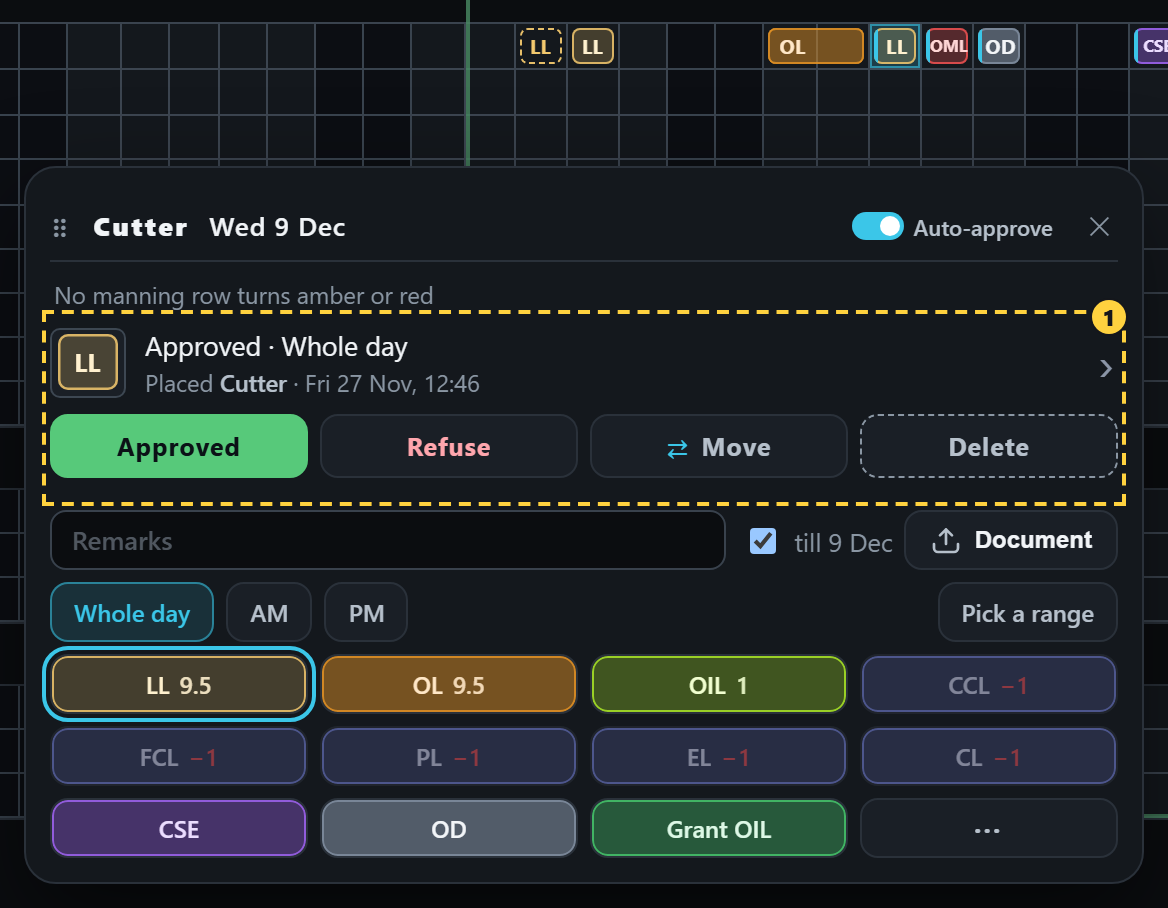 LL LL OL LL OML OD CSE
Cutter Wed 9 Dec Auto-approve
No manning row turns amber or red
1
LL Approved · Whole day
Placed Cutter · Fri 27 Nov, 12:46
Approved Refuse Move Delete
Remarks till 9 Dec Document
Whole day AM PM Pick a range
LL 9.5 OL 9.5 OIL 1 CCL −1
FCL −1 PL −1 EL −1 CL −1
CSE OD Grant OIL ...